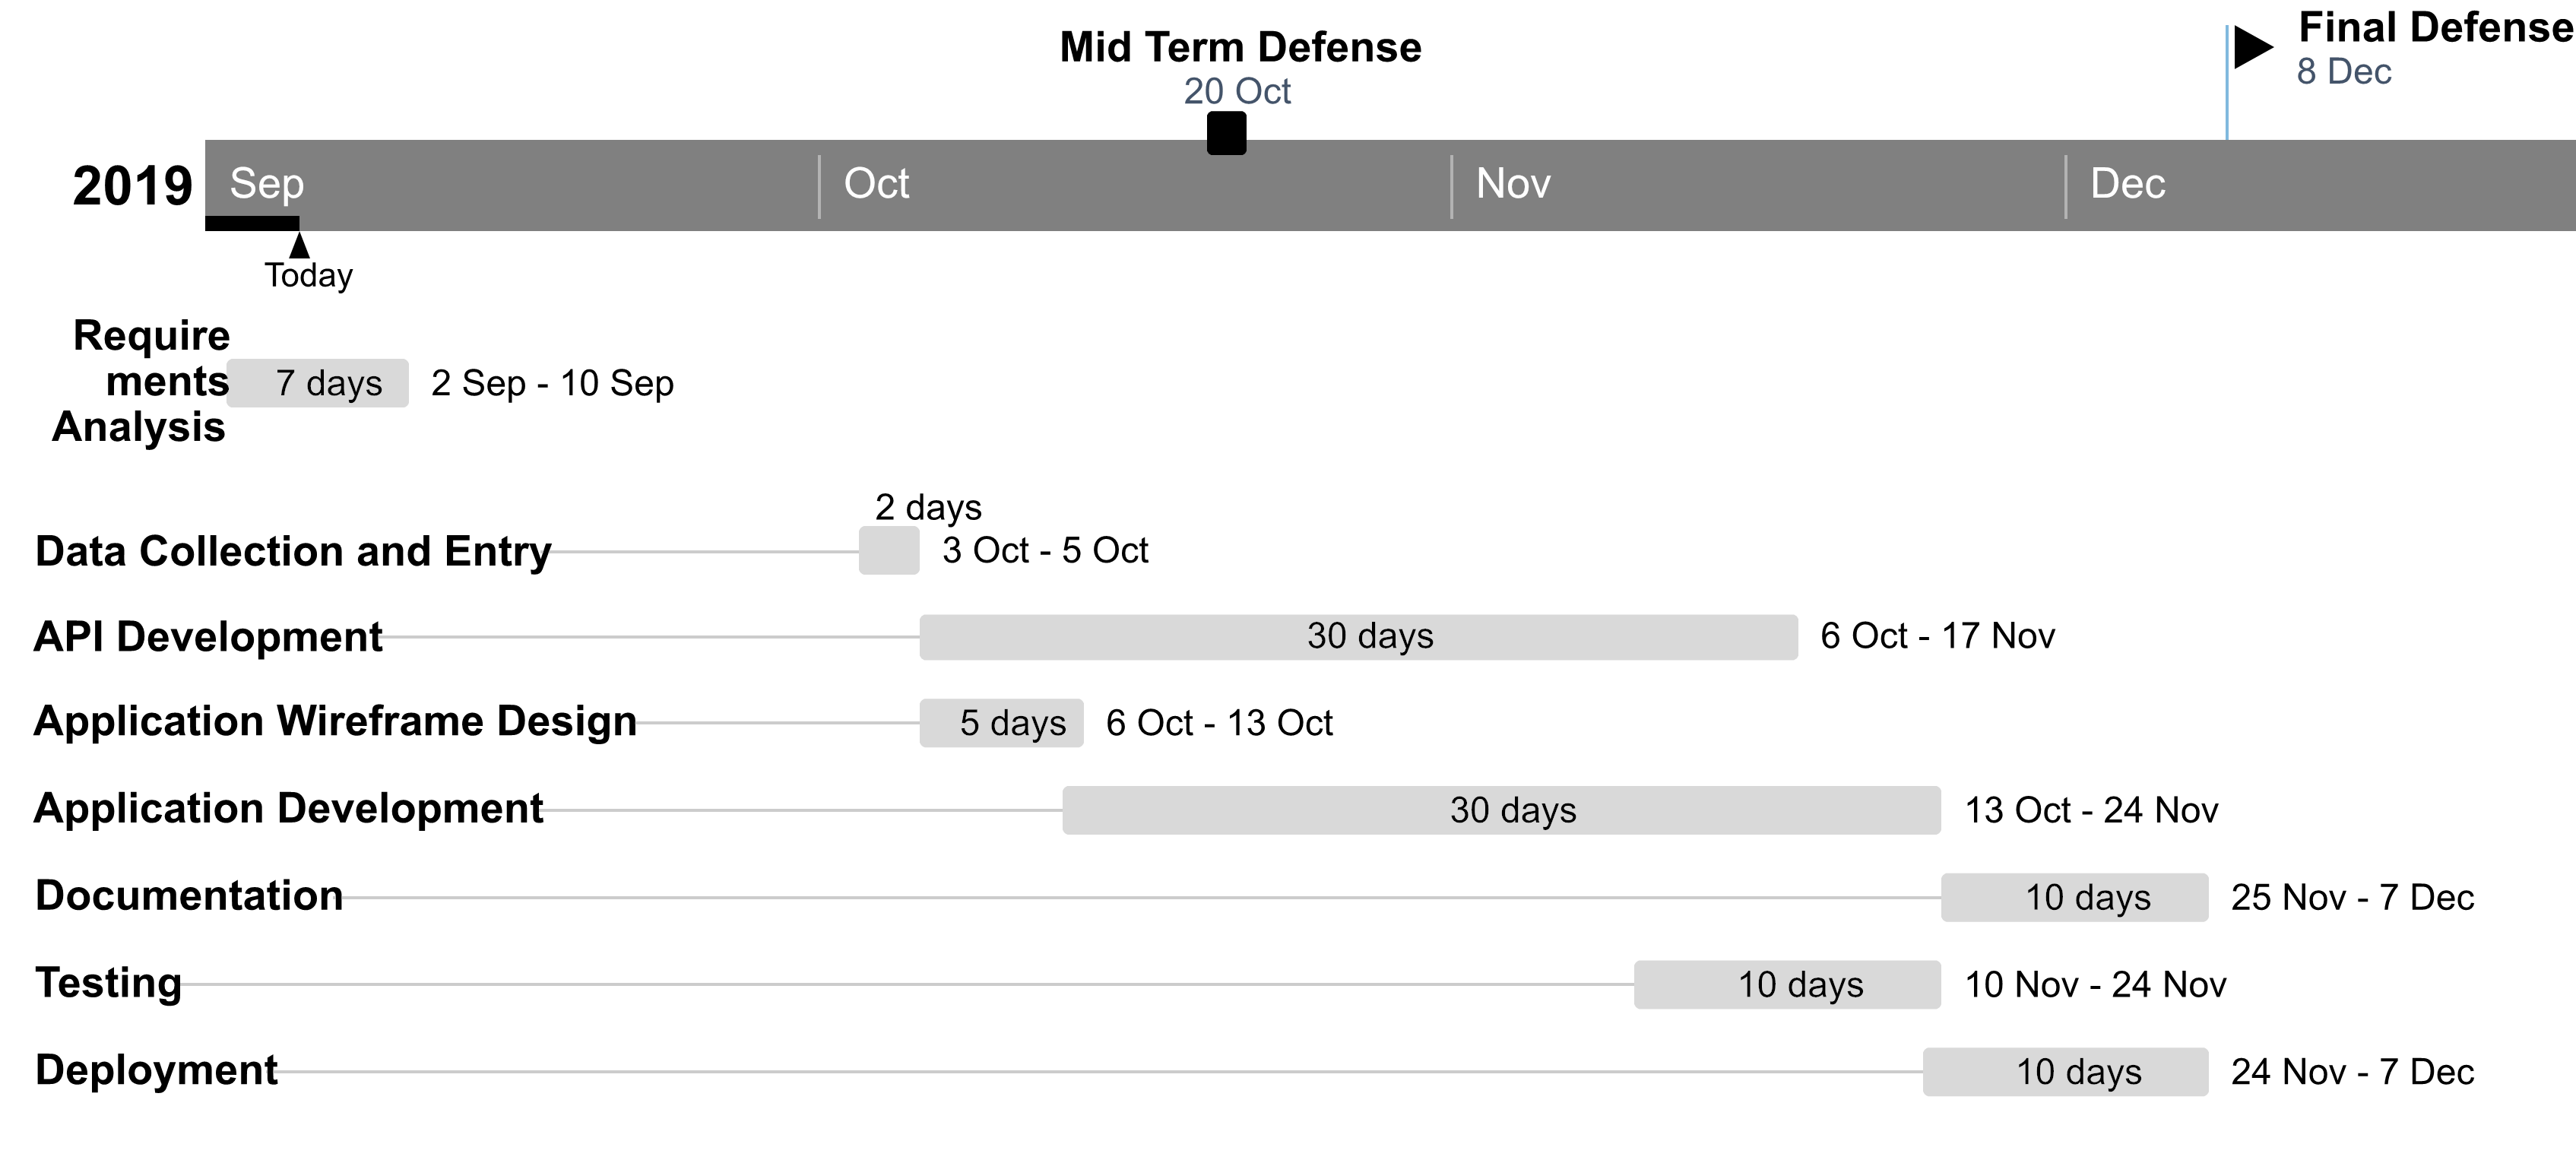 Final Defense
8 Dec
Mid Term Defense
20 Oct
2019 Sep Oct Nov Dec
Today
Require
ments
Analysis
7 days 2 Sep - 10 Sep
2 days
Data Collection and Entry 3 Oct - 5 Oct
API Development 30 days 6 Oct - 17 Nov
Application Wireframe Design 5 days 6 Oct - 13 Oct
Application Development 30 days 13 Oct - 24 Nov
Documentation 10 days 25 Nov - 7 Dec
Testing 10 days 10 Nov - 24 Nov
Deployment 10 days 24 Nov - 7 Dec